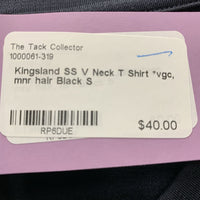 The Tack Collector
1000061-319
Kingsland SS V Neck T Shirt *vgc,
mnr hair Black S
$40.00
RP6DUE